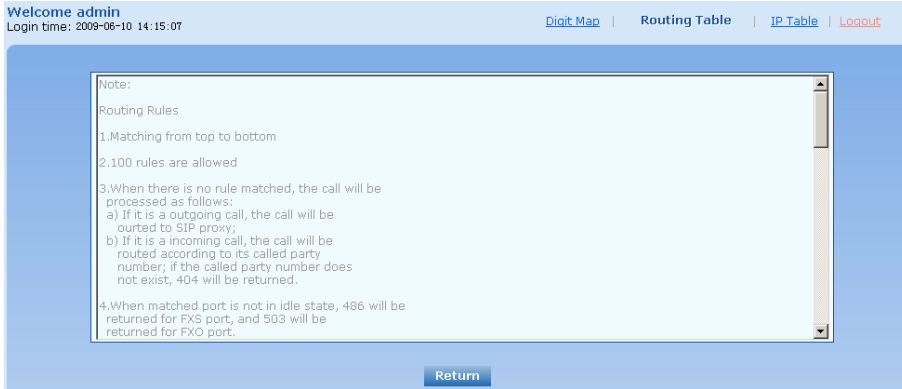 Welcome admin
Login time: 2009-06-10 14:15:07
Digit Map | Routing Table | IP Table | Logout
Note:
Routing Rules
1.Matching from top to bottom
2.100 rules are allowed
3.When there is no rule matched, the call will be
processed as follows:
a) If it is a outgoing call, the call will be
ourted to SIP proxy;
b) If it is a incoming call, the call will be
routed according to its called party
number; if the called party number does
not exist, 404 will be returned.
4.When matched port is not in idle state, 486 will be
returned for FXS port, and 503 will be
returned for FXO port.
Return